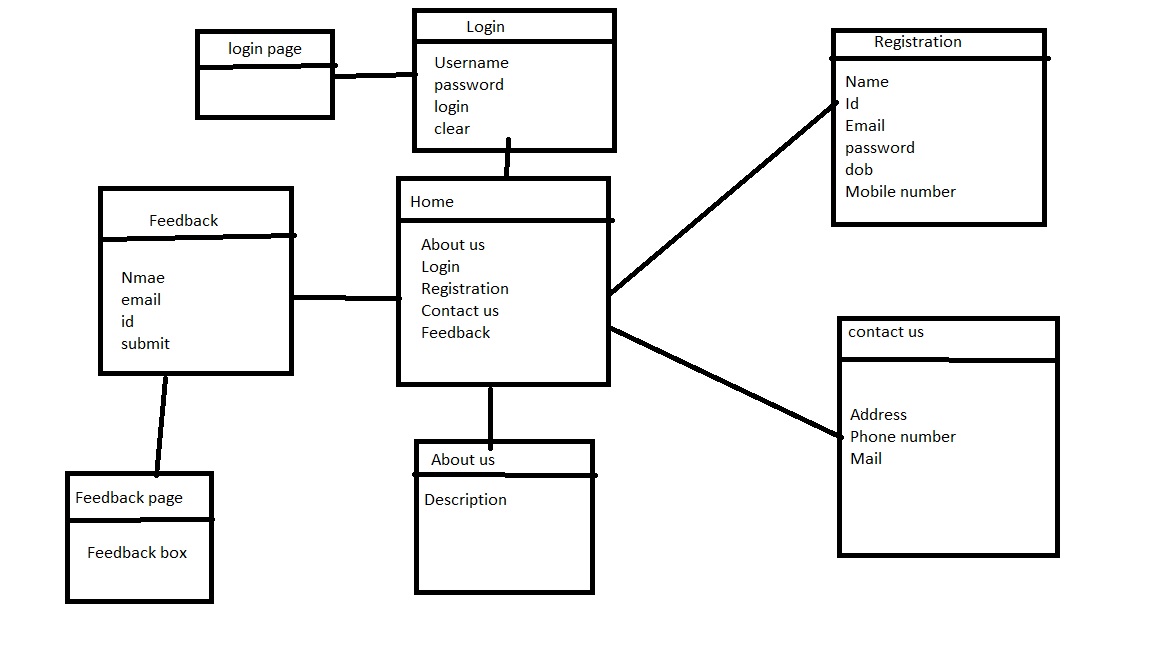 login page
Login
Username
password
login
clear
Registration
Name
Id
Email
password
dob
Mobile number
Feedback
Nmae
email
id
submit
Home
About us
Login
Registration
Contact us
Feedback
contact us
Address
Phone number
Mail
Feedback page
Feedback box
About us
Description